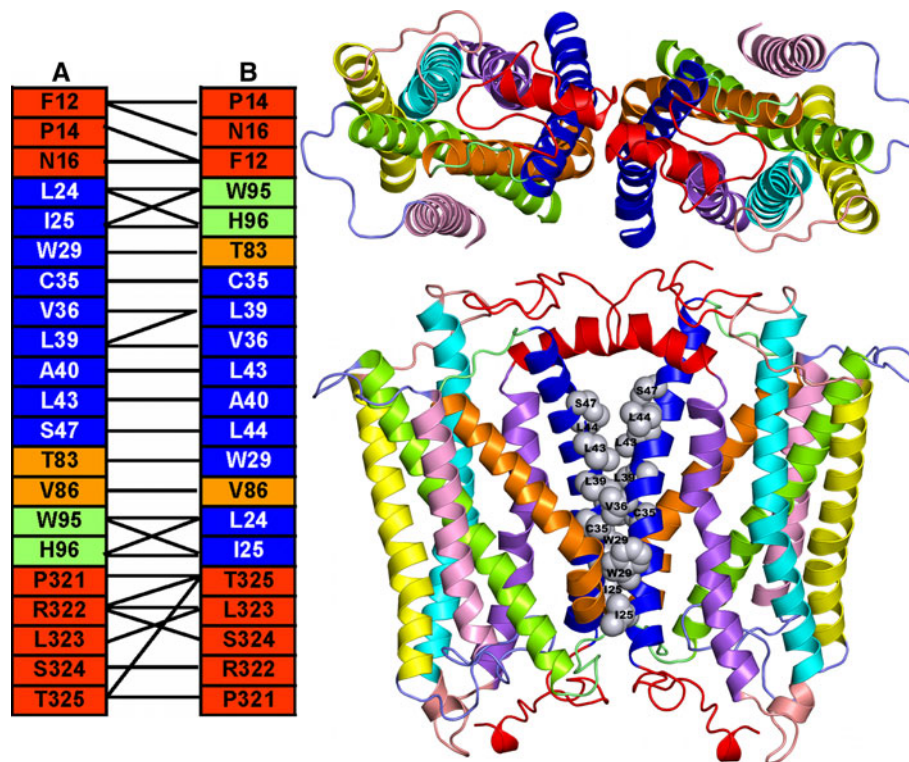 A B
F12 P14
P14 N16
N16 F12
L24 W95
I25 H96
W29 T83
C35 C35
V36 L39
L39 V36
A40 L43
L43 A40
S47 L44
T83 W29
V86 V86
W95 L24
H96 I25
P321 T325
R322 L323
L323 S324
S324 R322
T325 P321
S47 S47
L44 L44
L43 L43
L39 L39
V36
C35 C35
W29
W29
I25
I25